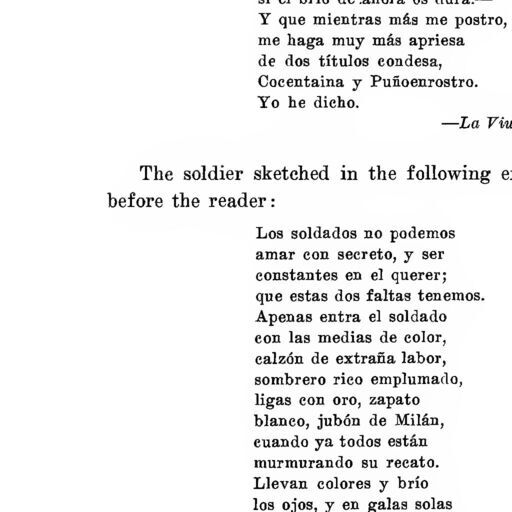 si el brío de ahora os dura.—
Y que mientras más me postro,
me haga muy más apriesa
de dos títulos condesa,
Cocentaina y Puñoenrostro.
Yo he dicho.
—La Viu
The soldier sketched in the following e
before the reader:
Los soldados no podemos
amar con secreto, y ser
constantes en el querer;
que estas dos faltas tenemos.
Apenas entra el soldado
con las medias de color,
calzón de extraña labor,
sombrero rico emplumado,
ligas con oro, zapato
blanco, jubón de Milán,
cuando ya todos están
murmurando su recato.
Llevan colores y brío
los ojos, y en galas solas